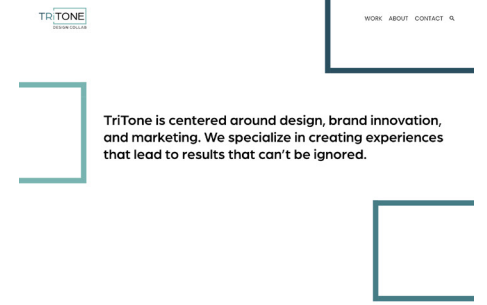 TRiTONE
DESIGN COLLAB
WORK ABOUT CONTACT
TriTone is centered around design, brand innovation,
and marketing. We specialize in creating experiences
that lead to results that can't be ignored.